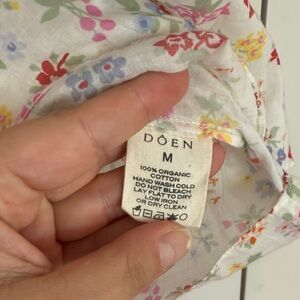 DÔEN
M
100% ORGANIC
COTTON
HAND WASH COLD
DO NOT BLEACH
LAY FLAT TO DRY
LOW IRON
OR DRY CLEAN